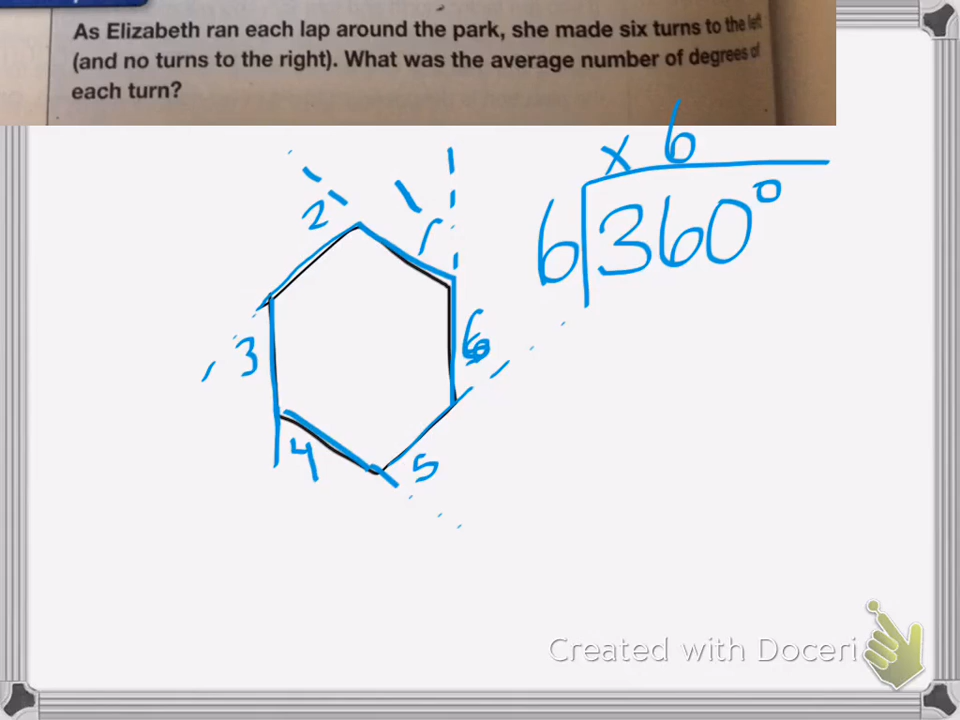 As Elizabeth ran each lap around the park, she made six turns to the left
(and no turns to the right). What was the average number of degrees of
each turn?
x 6
6 360°
2 1
3 6
4 5
Created with Doceri